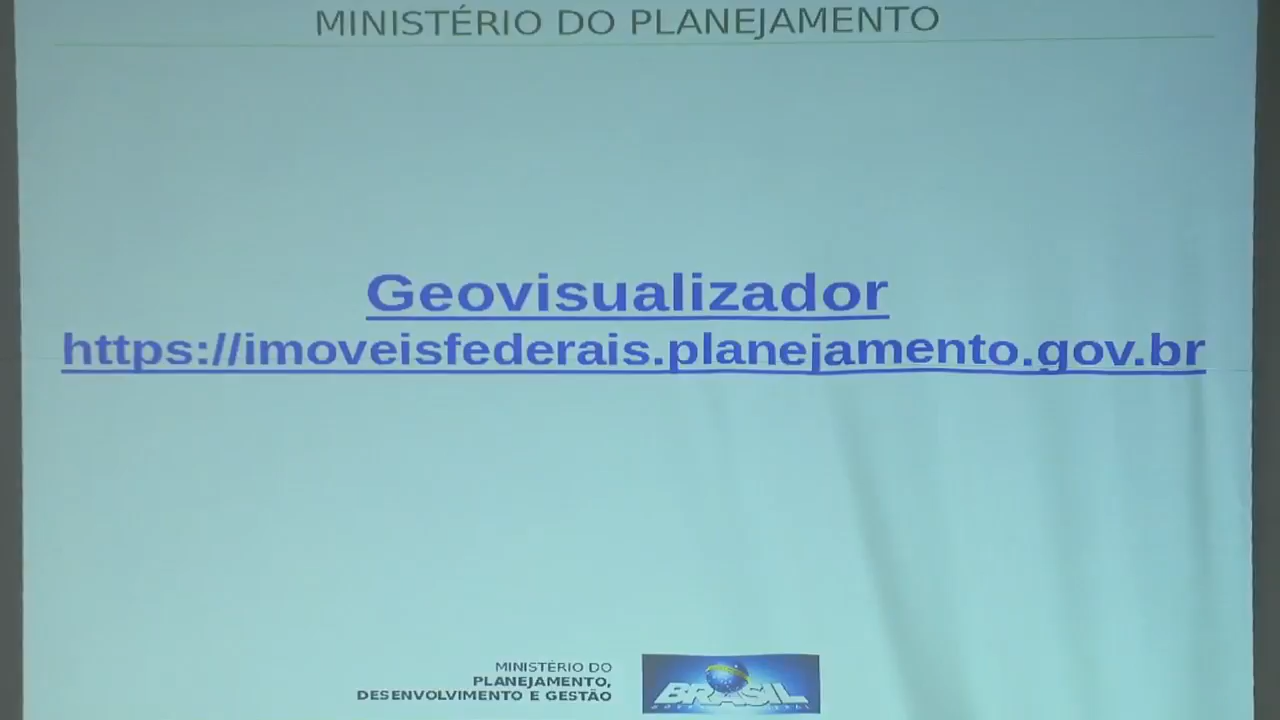 MINISTÉRIO DO PLANEJAMENTO
Geovisualizador
https://imoveisfederais.planejamento.gov.br
MINISTÉRIO DO
PLANEJAMENTO,
DESENVOLVIMENTO E GESTÃO
BRASIL